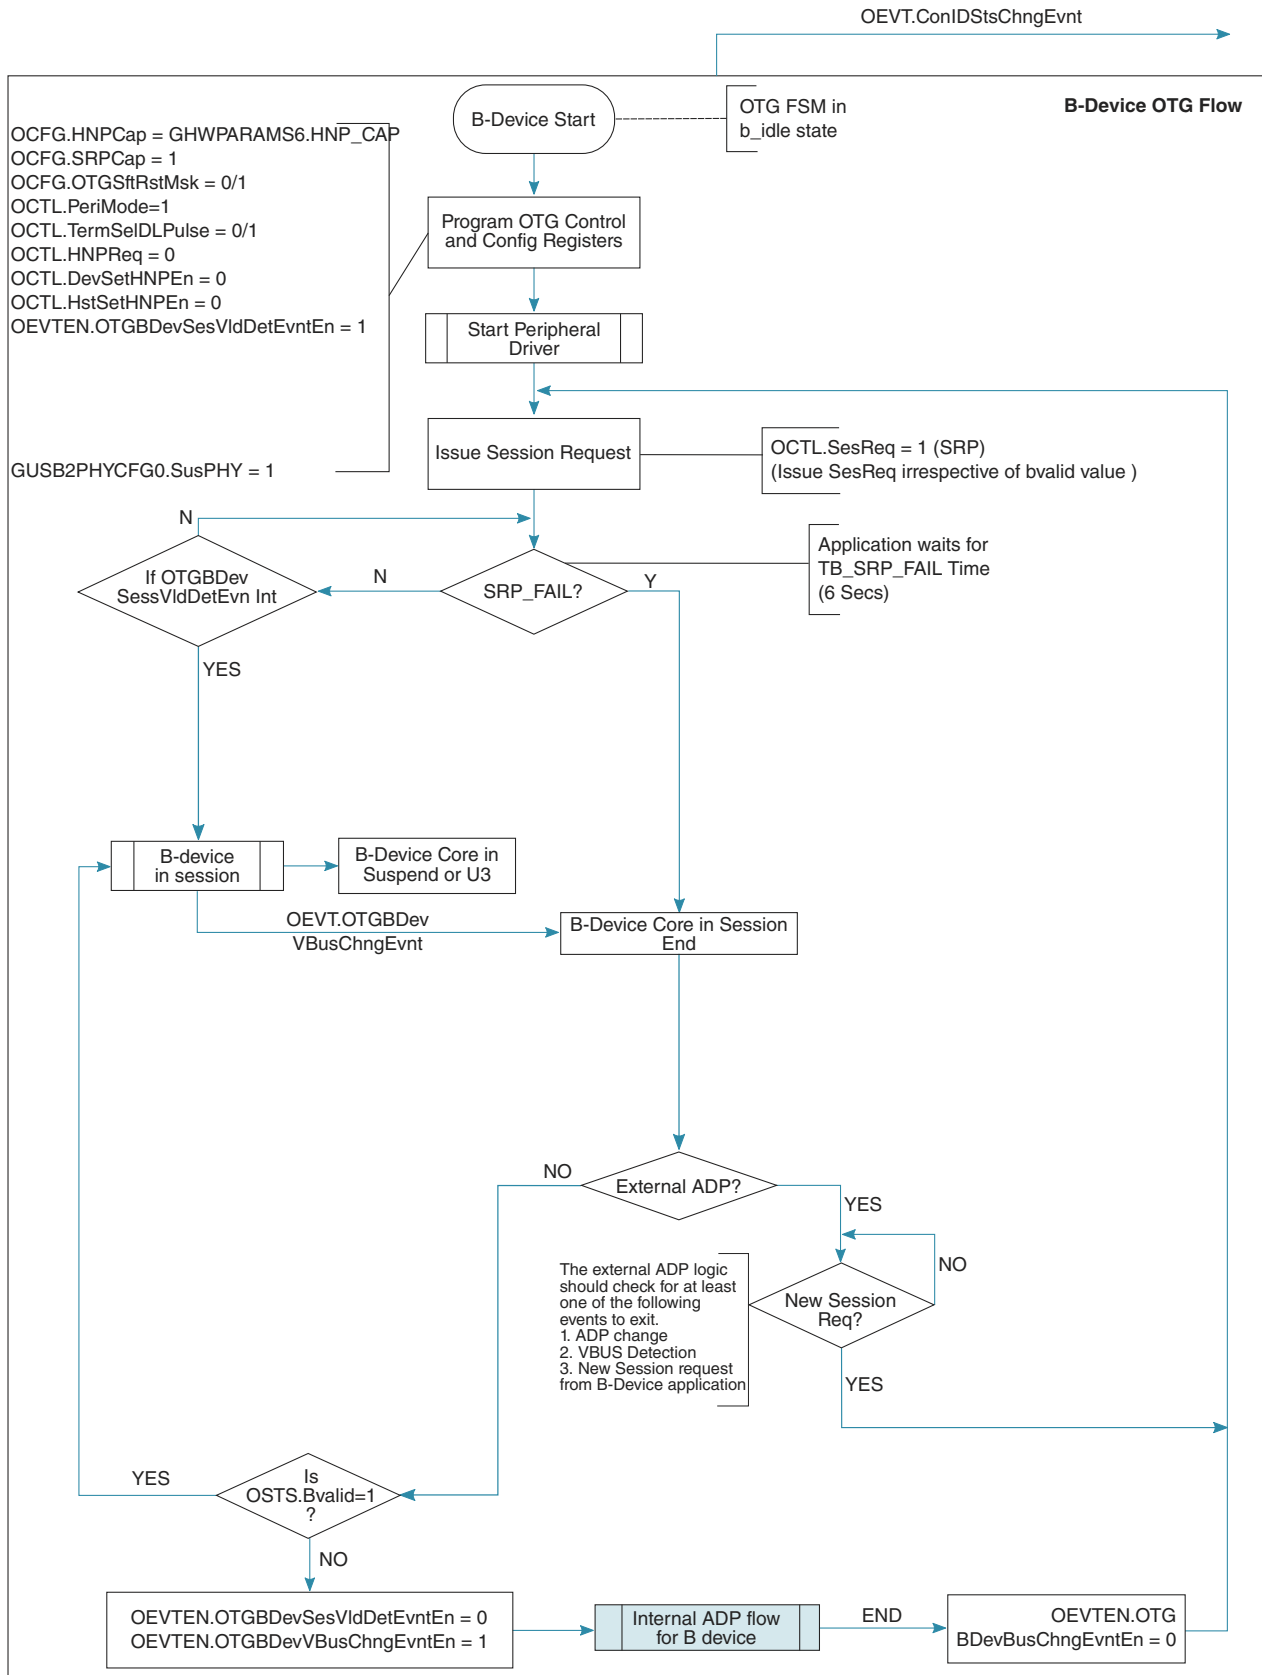 OEVT.ConIDStsChngEvnt
B-Device OTG Flow
B-Device Start
OTG FSM in
b_idle state
OCFG.HNPCap = GHWPARAMS6.HNP_CAP
OCFG.SRPCap = 1
OCFG.OTGSftRstMsk = 0/1
OCTL.PeriMode=1
OCTL.TermSelDLPulse = 0/1
OCTL.HNPReq = 0
OCTL.DevSetHNPEn = 0
OCTL.HstSetHNPEn = 0
OEVTEN.OTGBDevSesVldDetEvntEn = 1
GUSB2PHYCFG0.SusPHY = 1
Program OTG Control
and Config Registers
Start Peripheral
Driver
Issue Session Request
OCTL.SesReq = 1 (SRP)
(Issue SesReq irrespective of bvalid value )
N
If OTGBDev
SessVldDetEvn Int
N
SRP_FAIL?
Y
Application waits for
TB_SRP_FAIL Time
(6 Secs)
YES
B-device
in session
B-Device Core in
Suspend or U3
OEVT.OTGBDev
VBusChngEvnt
B-Device Core in Session
End
NO
External ADP?
YES
NO
The external ADP logic
should check for at least
one of the following
events to exit.
1. ADP change
2. VBUS Detection
3. New Session request
from B-Device application
New Session
Req?
YES
YES
Is
OSTS.Bvalid=1
?
NO
OEVTEN.OTGBDevSesVldDetEvntEn = 0
OEVTEN.OTGBDevVBusChngEvntEn = 1
Internal ADP flow
for B device
END
OEVTEN.OTG
BDevBusChngEvntEn = 0